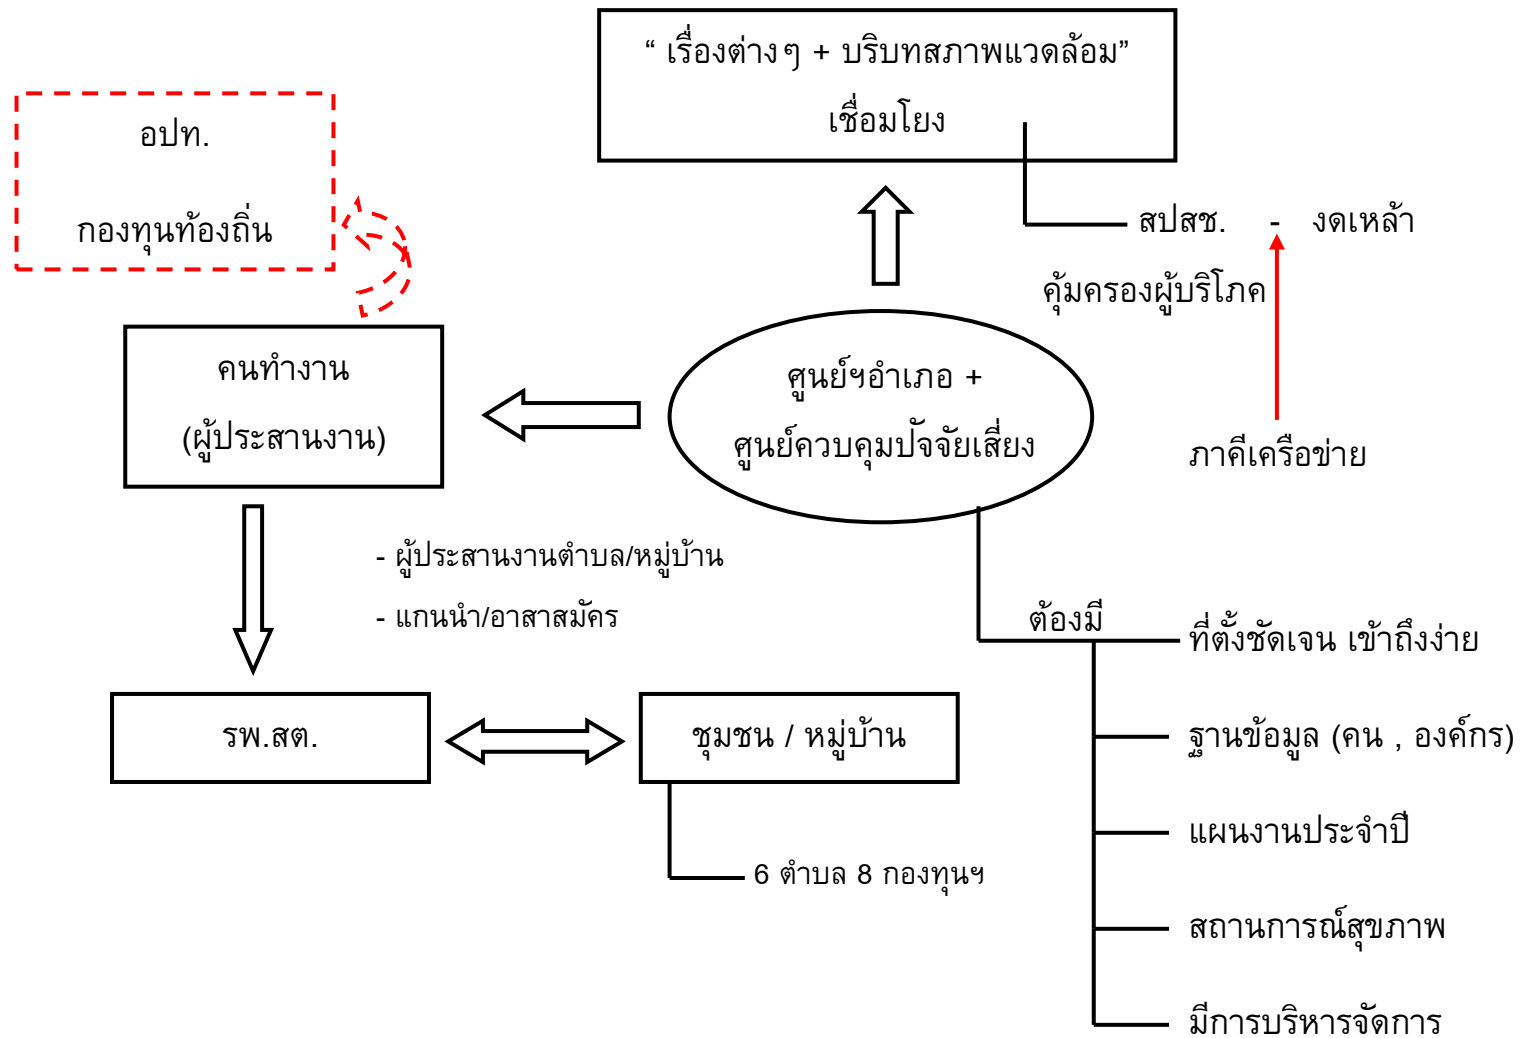 “ เรื่องต่างๆ + บริบทสภาพแวดล้อม”
เชื่อมโยง
อปท.
กองทุนท้องถิ่น
สปสช. - งดเหล้า
คุ้มครองผู้บริโภค
คนทำงาน
(ผู้ประสานงาน)
ศูนย์ฯอำเภอ +
ศูนย์ควบคุมปัจจัยเสี่ยง
ภาคีเครือข่าย
- ผู้ประสานงานตำบล/หมู่บ้าน
- แกนนำ/อาสาสมัคร
ต้องมี
ที่ตั้งชัดเจน เข้าถึงง่าย
รพ.สต.
ชุมชน / หมู่บ้าน
ฐานข้อมูล (คน , องค์กร)
แผนงานประจำปี
6 ตำบล 8 กองทุนฯ
สถานการณ์สุขภาพ
มีการบริหารจัดการ